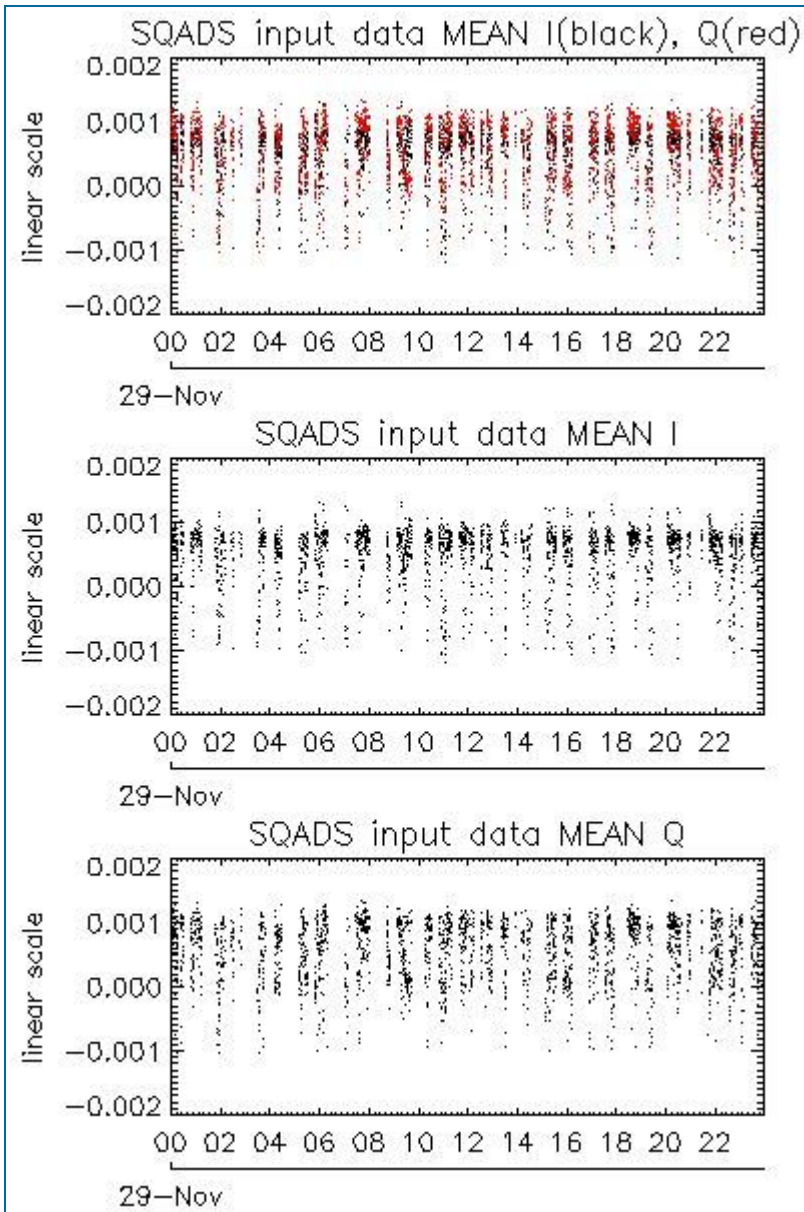 SQADS input data MEAN I(black), Q(red)
linear scale
0.002
0.001
0.000
-0.001
-0.002
00 02 04 06 08 10 12 14 16 18 20 22
29-Nov
SQADS input data MEAN I
linear scale
0.002
0.001
0.000
-0.001
-0.002
00 02 04 06 08 10 12 14 16 18 20 22
29-Nov
SQADS input data MEAN Q
linear scale
0.002
0.001
0.000
-0.001
-0.002
00 02 04 06 08 10 12 14 16 18 20 22
29-Nov